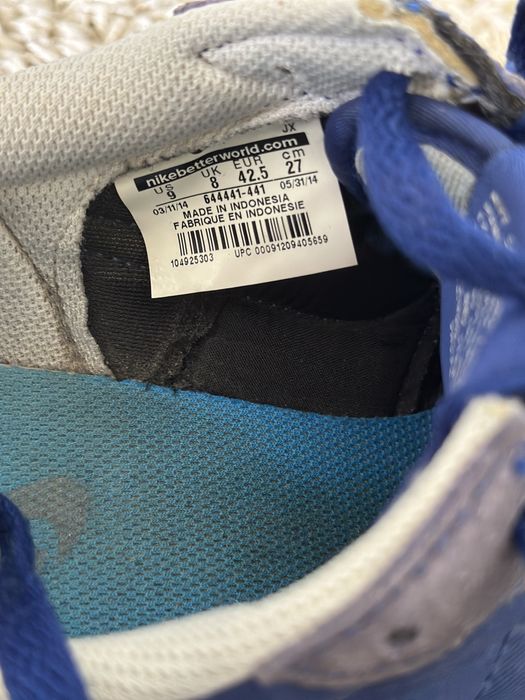 JX
nikebetterworld.com
US UK EUR cm
9 8 42.5 27
03/11/14 644441-441 05/31/14
MADE IN INDONESIA
FABRIQUE EN INDONESIE
104925303 UPC 00091209405659